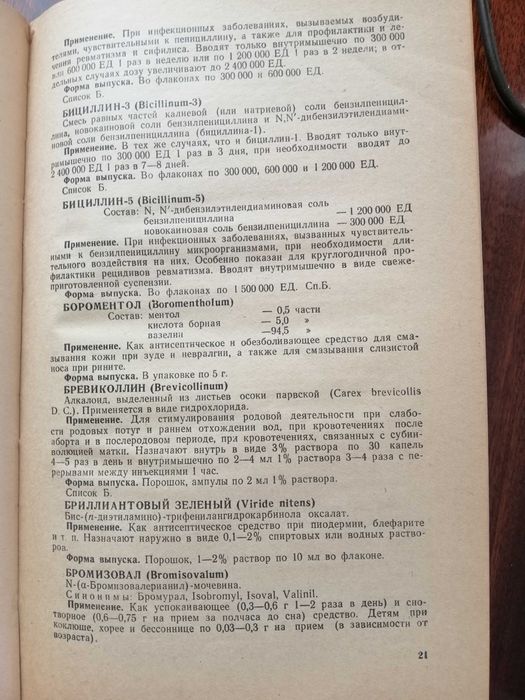 Применение. При инфекционных заболеваниях, вызываемых возбуди-
телями, чувствительными к пенициллину, а также для профилактики и ле-
чения ревматизма и сифилиса. Вводят только внутримышечно по 300 000
или 600 000 ЕД 1 раз в неделю или по 1 200 000 ЕД 1 раз в 2 недели; в от-
дельных случаях дозу увеличивают до 2 400 000 ЕД.
Форма выпуска. Во флаконах по 300 000 и 600 000 ЕД.
Список Б.
БИЦИЛЛИН-3 (Bicillinum-3)
Смесь равных частей калиевой (или натриевой) соли бензилпеницил-
лина, новокаиновой соли бензилпенициллина и N,N′-дибензилэтилендиами-
новой соли бензилпенициллина (бициллина-1).
Применение. В тех же случаях, что и бициллин-1. Вводят только внут-
римышечно по 300 000 ЕД 1 раз в 3 дня, при необходимости вводят до
2 400 000 ЕД 1 раз в 7—8 дней.
Форма выпуска. Во флаконах по 300 000, 600 000 и 1 200 000 ЕД.
Список Б.
БИЦИЛЛИН-5 (Bicillinum-5)
Состав: N, N′-дибензилэтилендиаминовая соль
бензилпенициллина — 1 200 000 ЕД
новокаиновая соль бензилпенициллина — 300 000 ЕД
Применение. При инфекционных заболеваниях, вызванных чувствитель-
ными к бензилпенициллину микроорганизмами, при необходимости дли-
тельного воздействия на них. Особенно показан для круглогодичной про-
филактики рецидивов ревматизма. Вводят внутримышечно в виде свеже-
приготовленной суспензии.
Форма выпуска. Во флаконах по 1 500 000 ЕД. Сп.Б.
БОРОМЕНТОЛ (Boromentholum)
Состав: ментол — 0,5 части
кислота борная — 5,0 »
вазелин —94,5 »
Применение. Как антисептическое и обезболивающее средство для сма-
зывания кожи при зуде и невралгии, а также для смазывания слизистой
носа при рините.
Форма выпуска. В упаковке по 5 г.
БРЕВИКОЛЛИН (Brevicollinum)
Алкалоид, выделенный из листьев осоки парвской (Carex brevicollis
D. C.). Применяется в виде гидрохлорида.
Применение. Для стимулирования родовой деятельности при слабо-
сти родовых потуг и раннем отхождении вод, при кровотечениях после
аборта и в послеродовом периоде, при кровотечениях, связанных с субин-
волюцией матки. Назначают внутрь в виде 3% раствора по 30 капель
4—5 раз в день и внутримышечно по 2—4 мл 1% раствора 3—4 раза с пе-
рерывами между инъекциями 1 час.
Форма выпуска. Порошок, ампулы по 2 мл 1% раствора.
Список Б.
БРИЛЛИАНТОВЫЙ ЗЕЛЕНЫЙ (Viride nitens)
Бис-(п-диэтиламино)-трифенилангидрокарбинола оксалат.
Применение. Как антисептическое средство при пиодермии, блефарите
и т. п. Назначают наружно в виде 0,1—2% спиртовых или водных раство-
роа.
Форма выпуска. Порошок, 1—2% раствор по 10 мл во флаконе.
БРОМИЗОВАЛ (Bromisovalum)
N-(α-Бромизовалерианил)-мочевина.
Синонимы: Бромурал, Isobromyl, Isoval, Valinil.
Применение. Как успокаивающее (0,3—0,6 г 1—2 раза в день) и сно-
творное (0,6—0,75 г на прием за полчаса до сна) средство. Детям при
коклюше, хорее и бессоннице по 0,03—0,3 г на прием (в зависимости от
возраста).
21